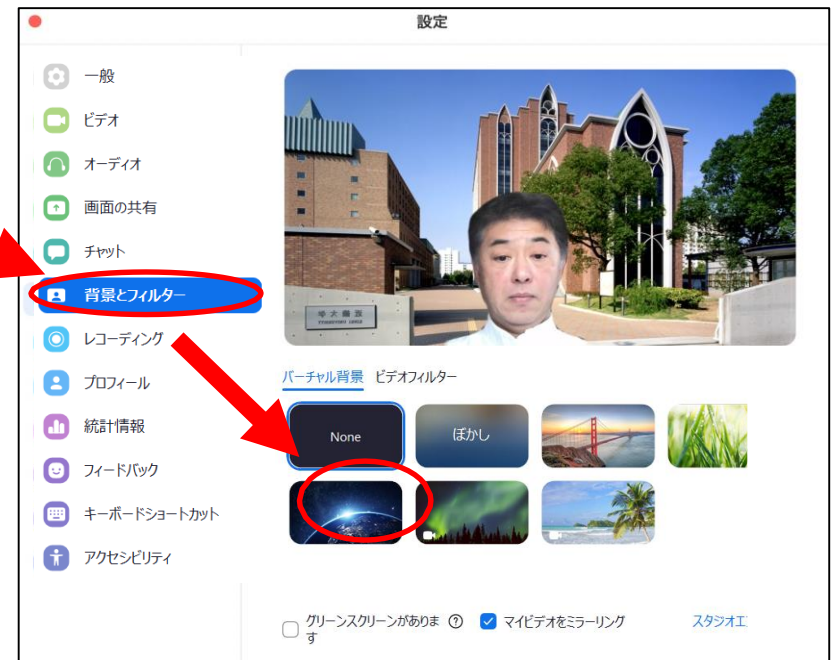 設定
一般
ビデオ
オーディオ
画面の共有
チャット
背景とフィルター
レコーディング
プロフィール
統計情報
フィードバック
キーボードショートカット
アクセシビリティ
バーチャル背景 ビデオフィルター
None
ぼかし
グリーンスクリーンがありま
す
マイビデオをミラーリング
スタジオエ